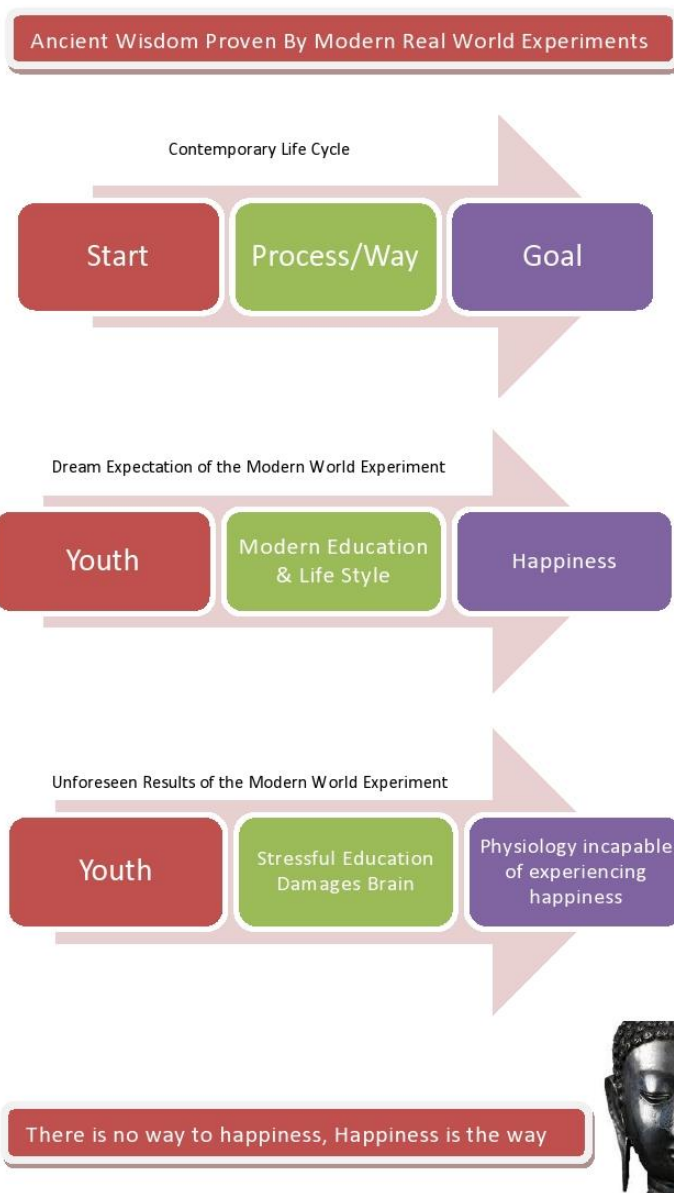 Ancient Wisdom Proven By Modern Real World Experiments
Contemporary Life Cycle
Start
Process/Way
Goal
Dream Expectation of the Modern World Experiment
Youth
Modern Education
& Life Style
Happiness
Unforeseen Results of the Modern World Experiment
Youth
Stressful Education
Damages Brain
Physiology incapable
of experiencing
happiness
There is no way to happiness, Happiness is the way